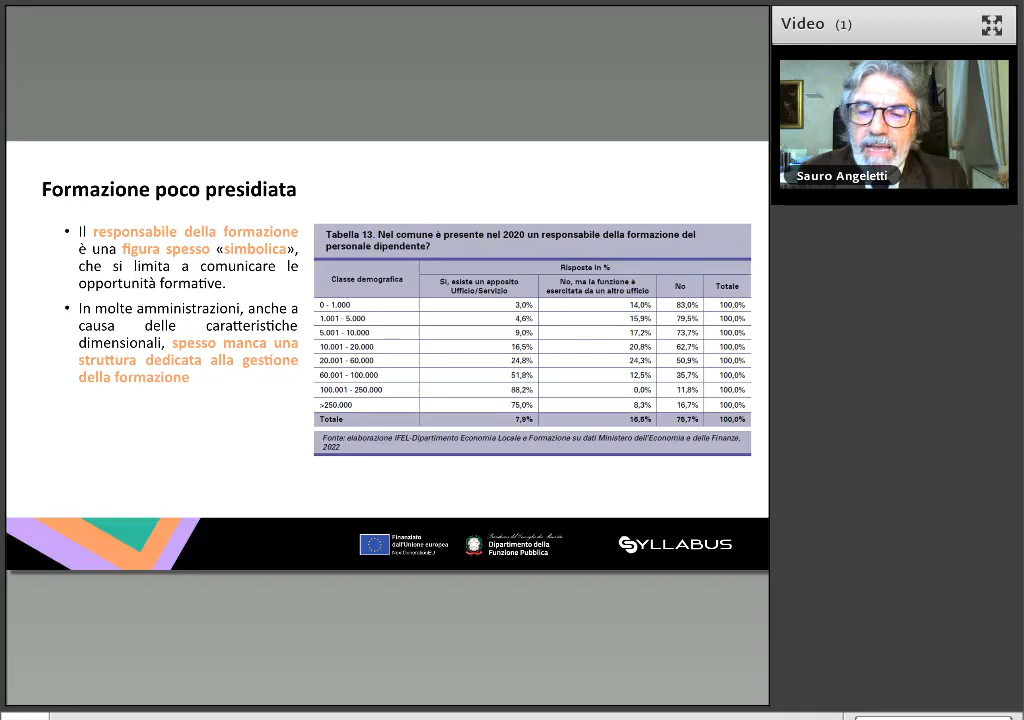 Video (1)
Sauro Angeletti
Formazione poco presidiata
• Il responsabile della formazione
è una figura spesso «simbolica»,
che si limita a comunicare le
opportunità formative.
• In molte amministrazioni, anche a
causa delle caratteristiche
dimensionali, spesso manca una
struttura dedicata alla gestione
della formazione
Tabella 13. Nel comune è presente nel 2020 un responsabile della formazione del
personale dipendente?
Classe demografica
Risposte in %
Sì, esiste un apposito Ufficio/Servizio
No, ma la funzione è esercitata da un altro ufficio
No
Totale
0 - 1.000 3,0% 14,0% 83,0% 100,0%
1.001 - 5.000 4,6% 15,9% 79,5% 100,0%
5.001 - 10.000 9,0% 17,2% 73,7% 100,0%
10.001 - 20.000 16,5% 20,8% 62,7% 100,0%
20.001 - 60.000 24,8% 24,3% 50,9% 100,0%
60.001 - 100.000 51,8% 12,5% 35,7% 100,0%
100.001 - 250.000 88,2% 0,0% 11,8% 100,0%
>250.000 75,0% 8,3% 16,7% 100,0%
Totale 7,9% 16,5% 75,7% 100,0%
Fonte: elaborazione IFEL-Dipartimento Economia Locale e Formazione su dati Ministero dell'Economia e delle Finanze,
2022
Finanziato
dall'Unione europea
NextGenerationEU
Presidenza del Consiglio dei Ministri
Dipartimento della
Funzione Pubblica
SYLLABUS